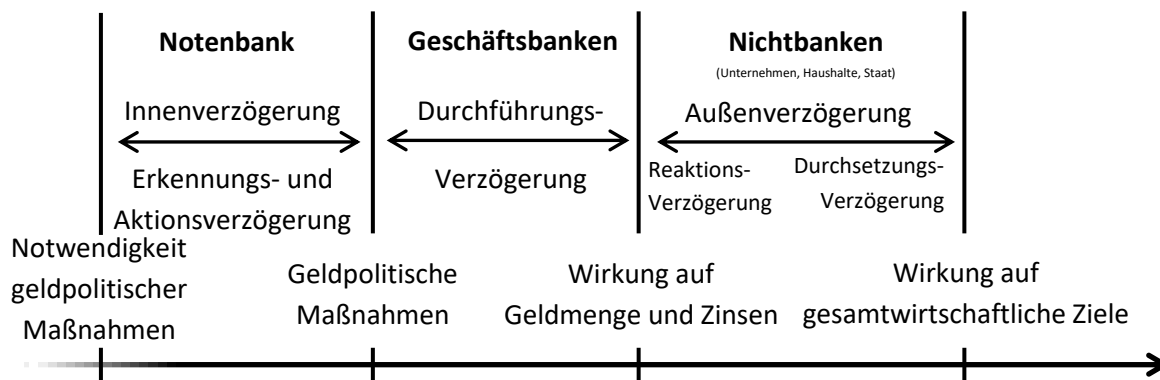 Notenbank
Geschäftsbanken
Nichtbanken
(Unternehmen, Haushalte, Staat)
Innenverzögerung
Durchführungs-
Außenverzögerung
Erkennungs- und
Aktionsverzögerung
Verzögerung
Reaktions-
Verzögerung
Durchsetzungs-
Verzögerung
Notwendigkeit
geldpolitischer
Maßnahmen
Geldpolitische
Maßnahmen
Wirkung auf
Geldmenge und Zinsen
Wirkung auf
gesamtwirtschaftliche Ziele